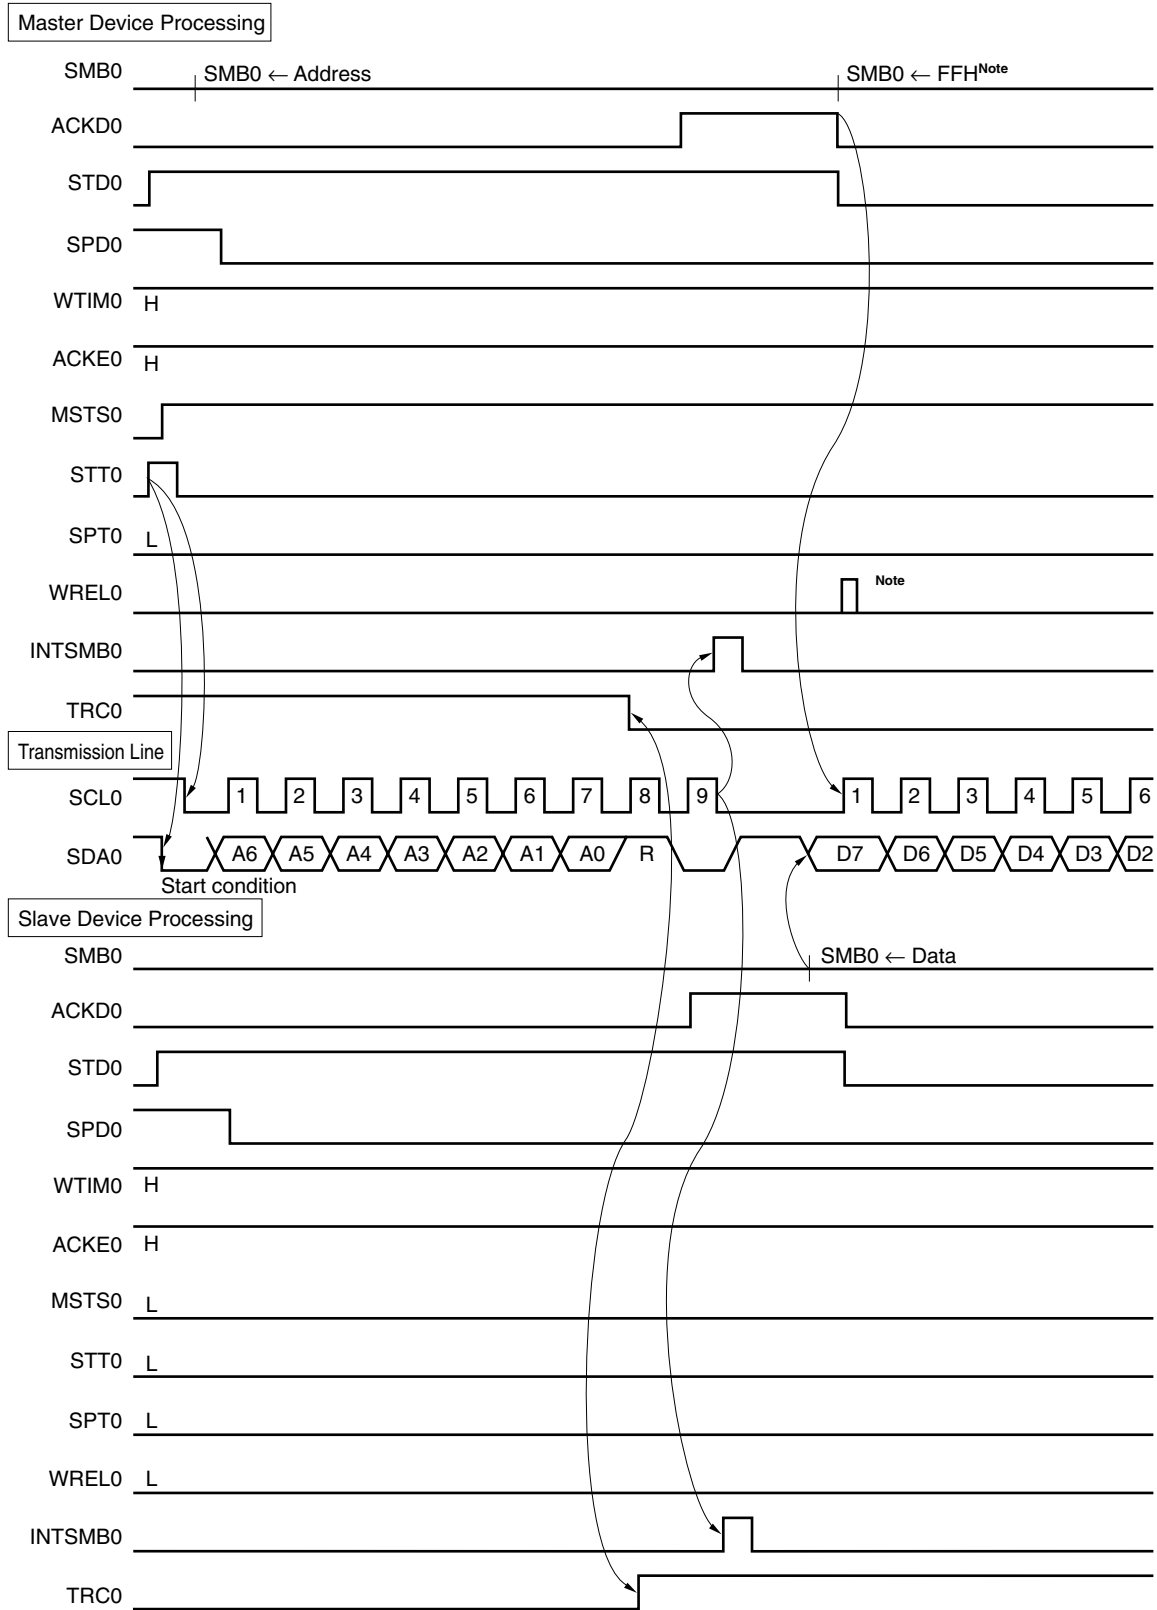 Master Device Processing
SMB0 SMB0 ← Address SMB0 ← FFHNote
ACKD0
STD0
SPD0
WTIM0 H
ACKE0 H
MSTS0
STT0
SPT0 L
WREL0 Note
INTSMB0
TRC0
Transmission Line
SCL0 1 2 3 4 5 6 7 8 9 1 2 3 4 5 6
SDA0 A6 A5 A4 A3 A2 A1 A0 R D7 D6 D5 D4 D3 D2
Start condition
Slave Device Processing
SMB0 SMB0 ← Data
ACKD0
STD0
SPD0
WTIM0 H
ACKE0 H
MSTS0 L
STT0 L
SPT0 L
WREL0 L
INTSMB0
TRC0